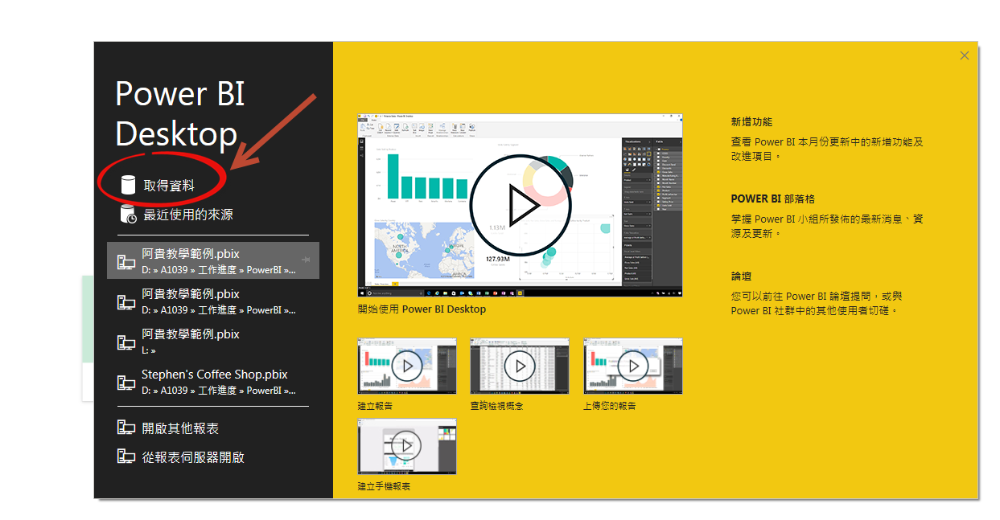 Power BI
Desktop
取得資料
最近使用的來源
阿貴教學範例.pbix
D: » A1039 » 工作進度 » PowerBI »...
阿貴教學範例.pbix
D: » A1039 » 工作進度 » PowerBI »...
阿貴教學範例.pbix
L: »
Stephen's Coffee Shop.pbix
D: » A1039 » 工作進度 » PowerBI »...
開啟其他報表
從報表伺服器開啟
NORTH
AMERICA
EUROPE
AFRICA
1.13M
127.93M
開始使用 Power BI Desktop
建立報告
查詢檢視概念
上傳您的報告
建立手機報表
新增功能
查看 Power BI 本月份更新中的新增功能及
改進項目。
POWER BI 部落格
掌握 Power BI 小組所發佈的最新消息、資
源及更新。
論壇
您可以前往 Power BI 論壇提問，或與
Power BI 社群中的其他使用者切磋。